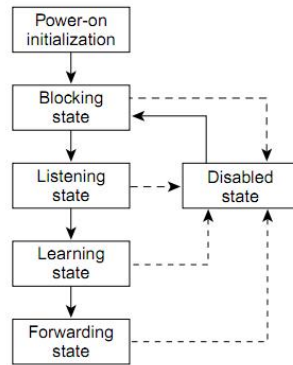 Power-on
initialization
Blocking
state
Listening
state
Disabled
state
Learning
state
Forwarding
state